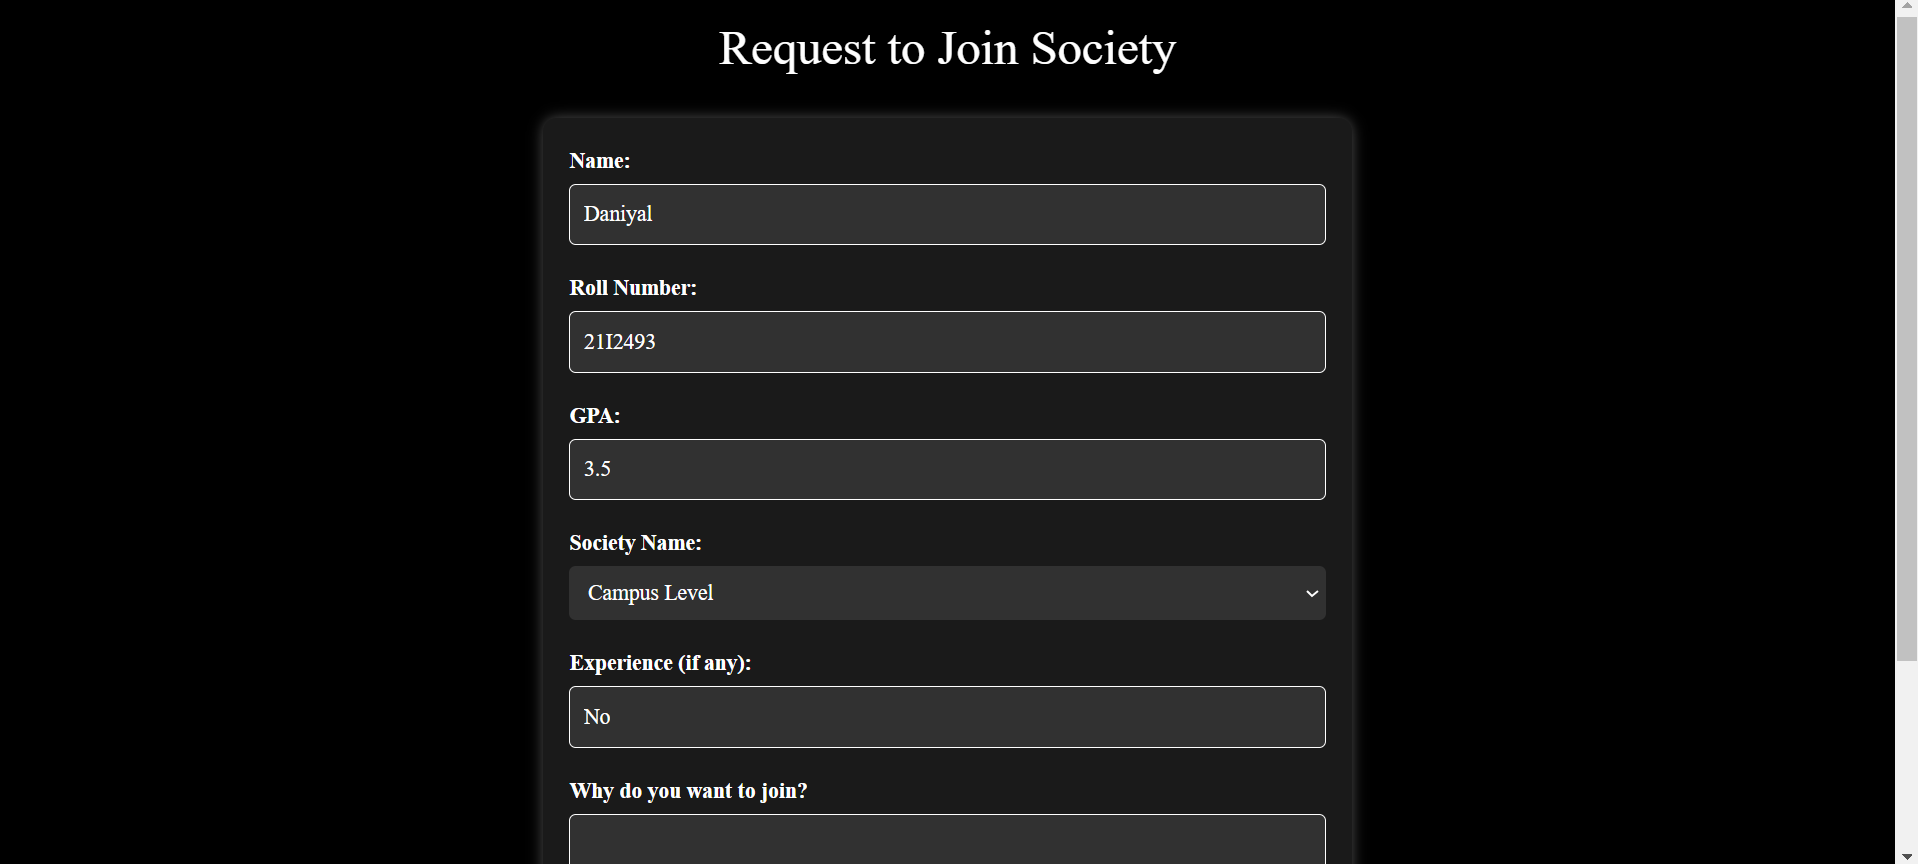 Request to Join Society
Name:
Daniyal
Roll Number:
21I2493
GPA:
3.5
Society Name:
Campus Level
Experience (if any):
No
Why do you want to join?